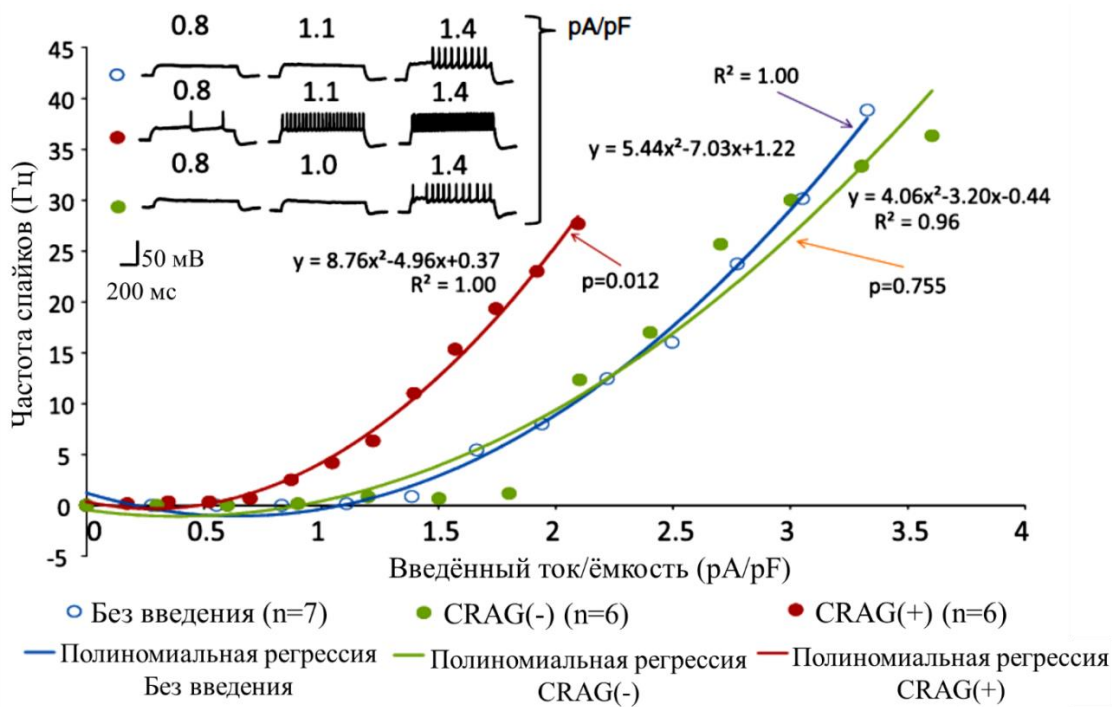 0.8 1.1 1.4 pA/pF
0.8 1.1 1.4
0.8 1.0 1.4
50 мВ
200 мс
R² = 1.00
y = 5.44x²-7.03x+1.22
y = 4.06x²-3.20x-0.44
R² = 0.96
y = 8.76x²-4.96x+0.37
R² = 1.00
p=0.012
p=0.755
Частота спайков (Гц)
45
40
35
30
25
20
15
10
5
0
-5
0 0.5 1 1.5 2 2.5 3 3.5 4
Введённый ток/ёмкость (pA/pF)
Без введения (n=7) CRAG(-) (n=6) CRAG(+) (n=6)
Полиномиальная регрессия Полиномиальная регрессия Полиномиальная регрессия
Без введения CRAG(-) CRAG(+)